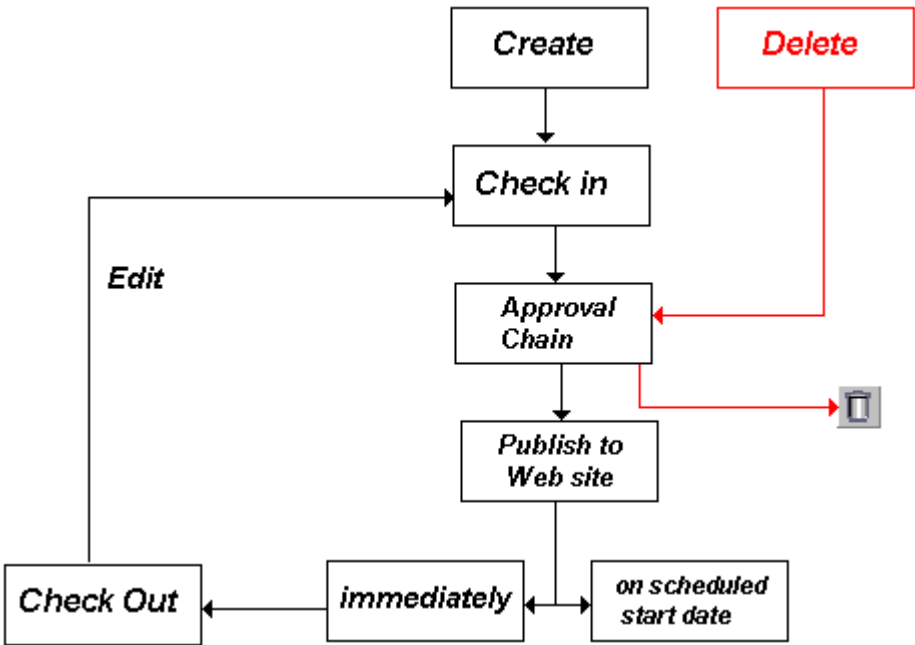 Create
Delete
Check in
Edit
Approval
Chain
Publish to
Web site
Check Out
immediately
on scheduled
start date